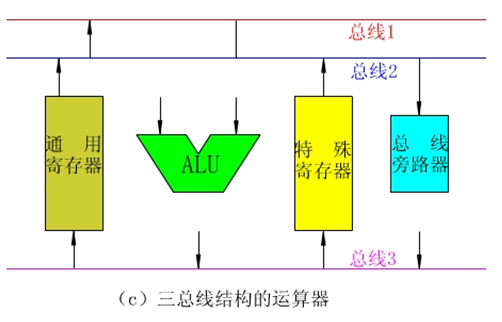 总线1
总线2
通 用
寄存器
ALU
特 殊
寄存器
总 线
旁路器
总线3
（c）三总线结构的运算器